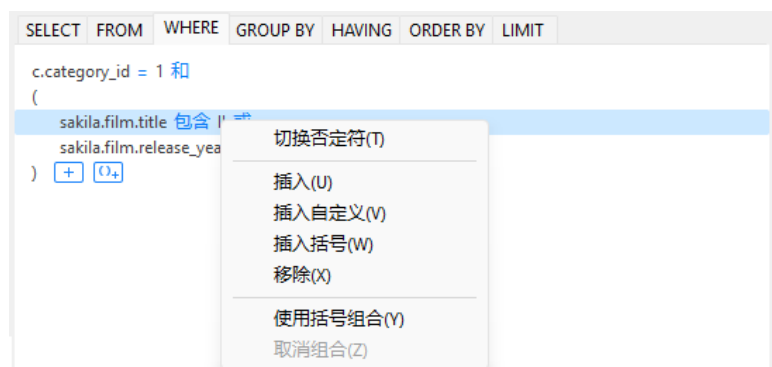 SELECT FROM WHERE GROUP BY HAVING ORDER BY LIMIT
c.category_id = 1 和
(
sakila.film.title 包含
切换否定符(T)
sakila.film.release_yea
) + ()+
插入(U)
插入自定义(V)
插入括号(W)
移除(X)
使用括号组合(Y)
取消组合(Z)